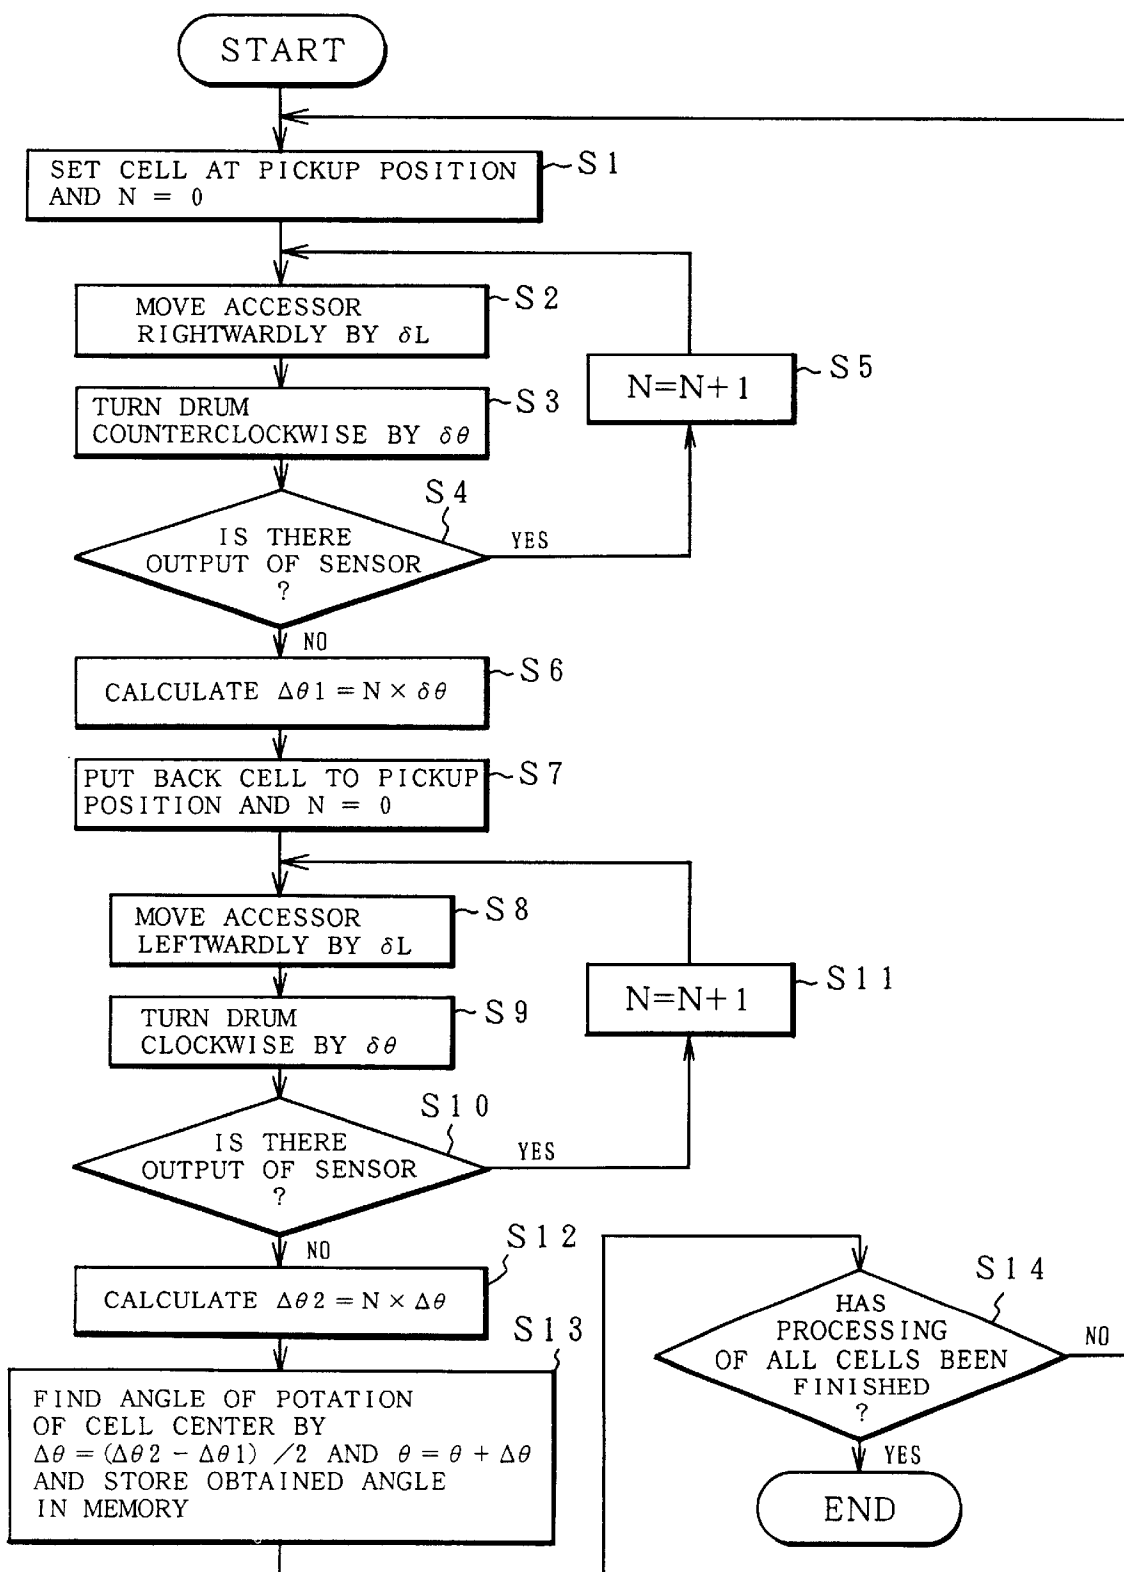 START
SET CELL AT PICKUP POSITION
AND N = 0
S1
MOVE ACCESSOR
RIGHTWARDLY BY δL
S2
TURN DRUM
COUNTERCLOCKWISE BY δθ
S3
IS THERE
OUTPUT OF SENSOR
?
S4
YES
N=N+1
S5
NO
CALCULATE Δθ1 = N × δθ
S6
PUT BACK CELL TO PICKUP
POSITION AND N = 0
S7
MOVE ACCESSOR
LEFTWARDLY BY δL
S8
TURN DRUM
CLOCKWISE BY δθ
S9
IS THERE
OUTPUT OF SENSOR
?
S10
YES
N=N+1
S11
NO
CALCULATE Δθ2 = N × Δθ
S12
FIND ANGLE OF POTATION
OF CELL CENTER BY
Δθ = (Δθ2 − Δθ1) /2 AND θ = θ + Δθ
AND STORE OBTAINED ANGLE
IN MEMORY
S13
HAS
PROCESSING
OF ALL CELLS BEEN
FINISHED
?
S14
NO
YES
END